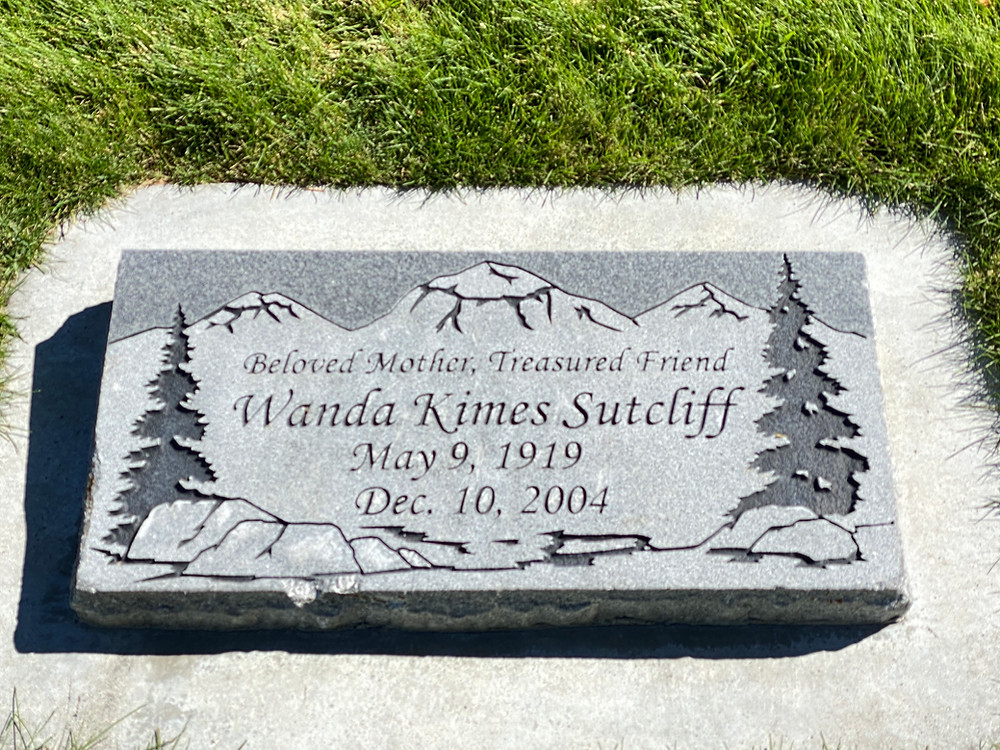 Beloved Mother, Treasured Friend
Wanda Kimes Sutcliff
May 9, 1919
Dec. 10, 2004